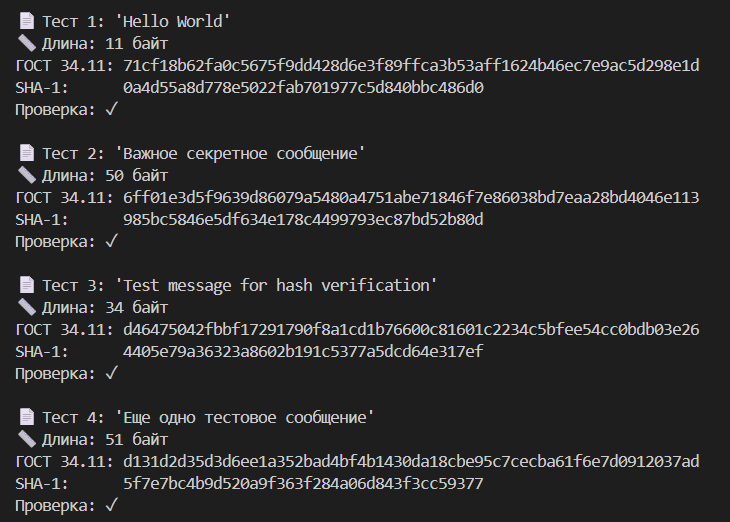 📄 Тест 1: 'Hello World'
📏 Длина: 11 байт
ГОСТ 34.11: 71cf18b62fa0c5675f9dd428d6e3f89ffca3b53aff1624b46ec7e9ac5d298e1d
SHA-1:      0a4d55a8d778e5022fab701977c5d840bbc486d0
Проверка: ✓

📄 Тест 2: 'Важное секретное сообщение'
📏 Длина: 50 байт
ГОСТ 34.11: 6ff01e3d5f9639d86079a5480a4751abe71846f7e86038bd7eaa28bd4046e113
SHA-1:      985bc5846e5df634e178c4499793ec87bd52b80d
Проверка: ✓

📄 Тест 3: 'Test message for hash verification'
📏 Длина: 34 байт
ГОСТ 34.11: d46475042fbbf17291790f8a1cd1b76600c81601c2234c5bfee54cc0bdb03e26
SHA-1:      4405e79a36323a8602b191c5377a5dcd64e317ef
Проверка: ✓

📄 Тест 4: 'Еще одно тестовое сообщение'
📏 Длина: 51 байт
ГОСТ 34.11: d131d2d35d3d6ee1a352bad4bf4b1430da18cbe95c7cecba61f6e7d0912037ad
SHA-1:      5f7e7bc4b9d520a9f363f284a06d843f3cc59377
Проверка: ✓